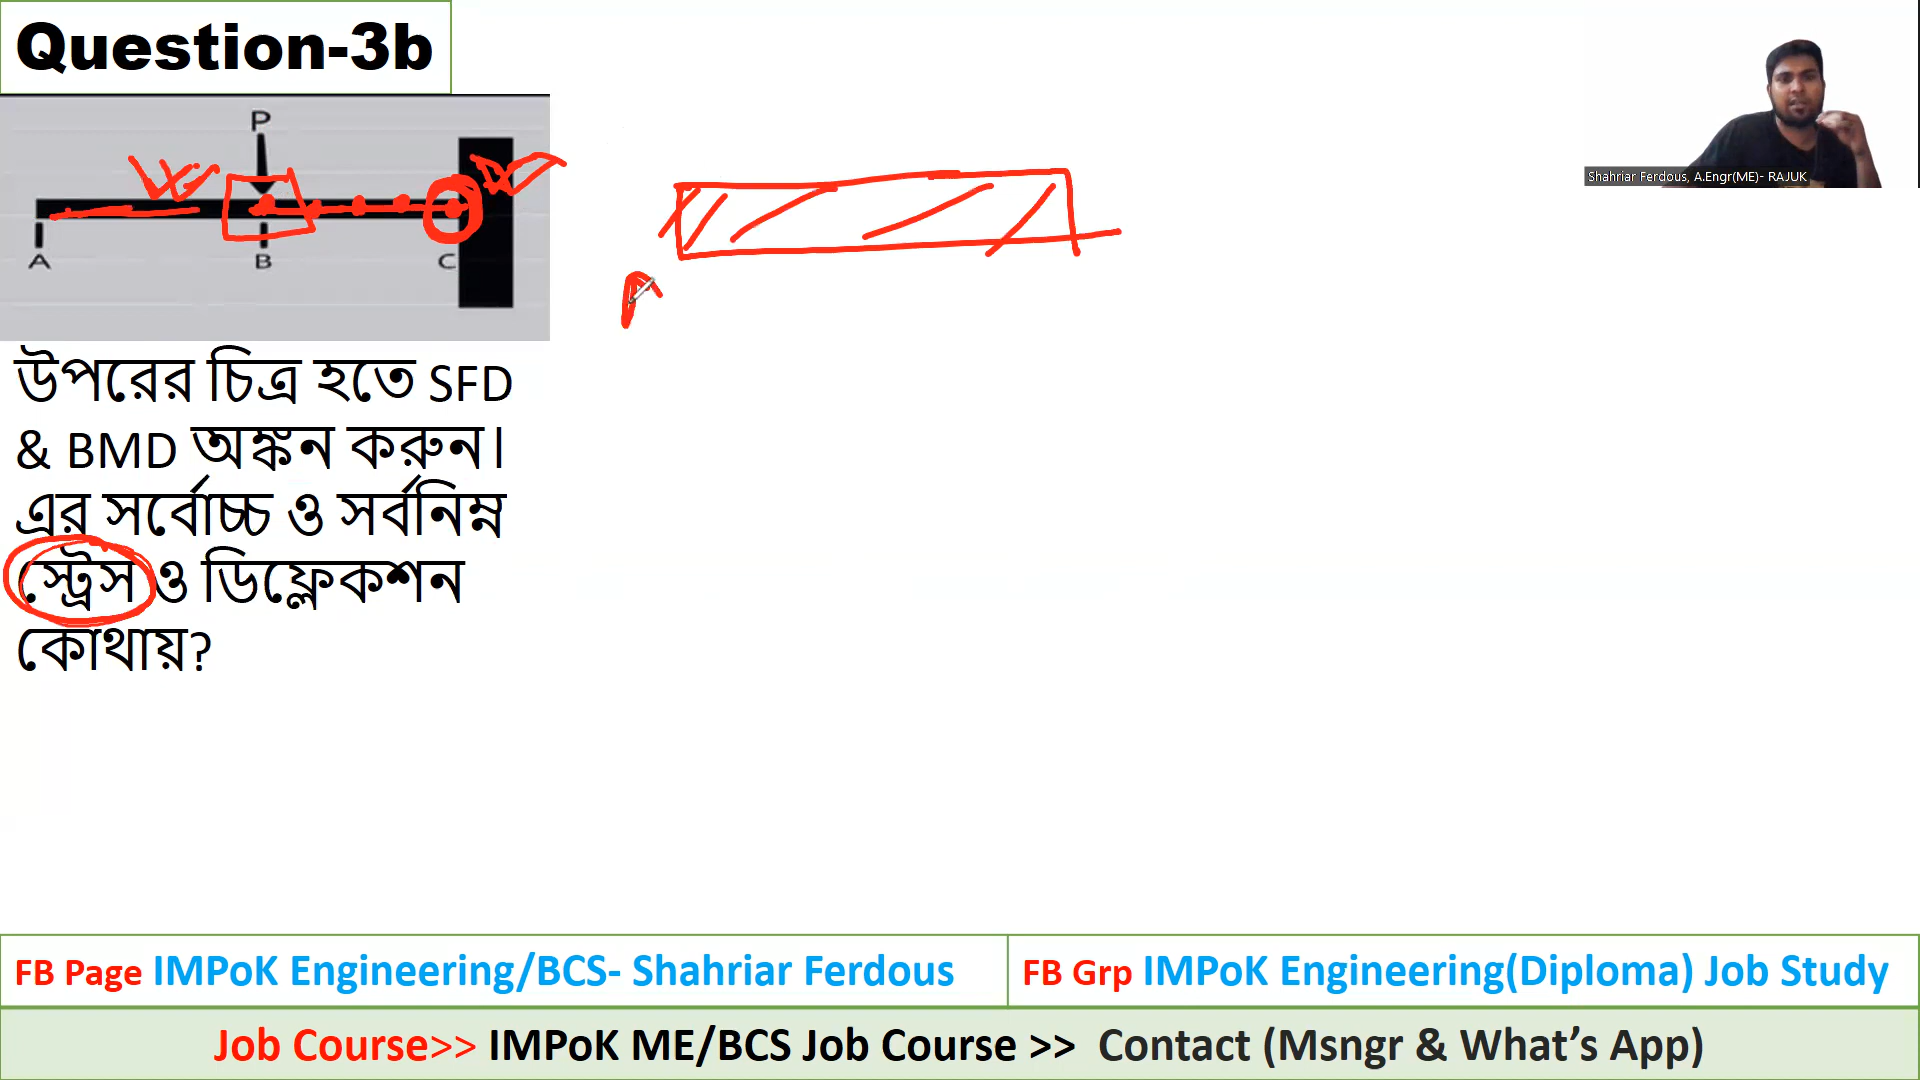 Question-3b
P
A
B
C
উপরের চিত্র হতে SFD
& BMD অঙ্কন করুন।
এর সর্বোচ্চ ও সর্বনিম্ন
স্ট্রেস ও ডিফ্লেকশন
কোথায়?
Shahriar Ferdous, A.Engr(ME)- RAJUK
FB Page IMPoK Engineering/BCS- Shahriar Ferdous
FB Grp IMPoK Engineering(Diploma) Job Study
Job Course>> IMPoK ME/BCS Job Course >> Contact (Msngr & What’s App)